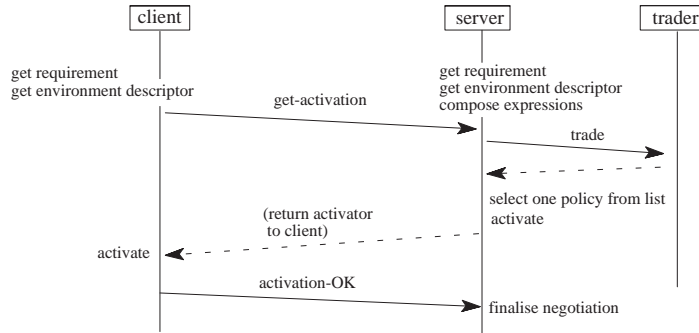 client
server
trader
get requirement
get environment descriptor
get requirement
get environment descriptor
compose expressions
get-activation
trade
select one policy from list
activate
(return activator
to client)
activate
activation-OK
finalise negotiation